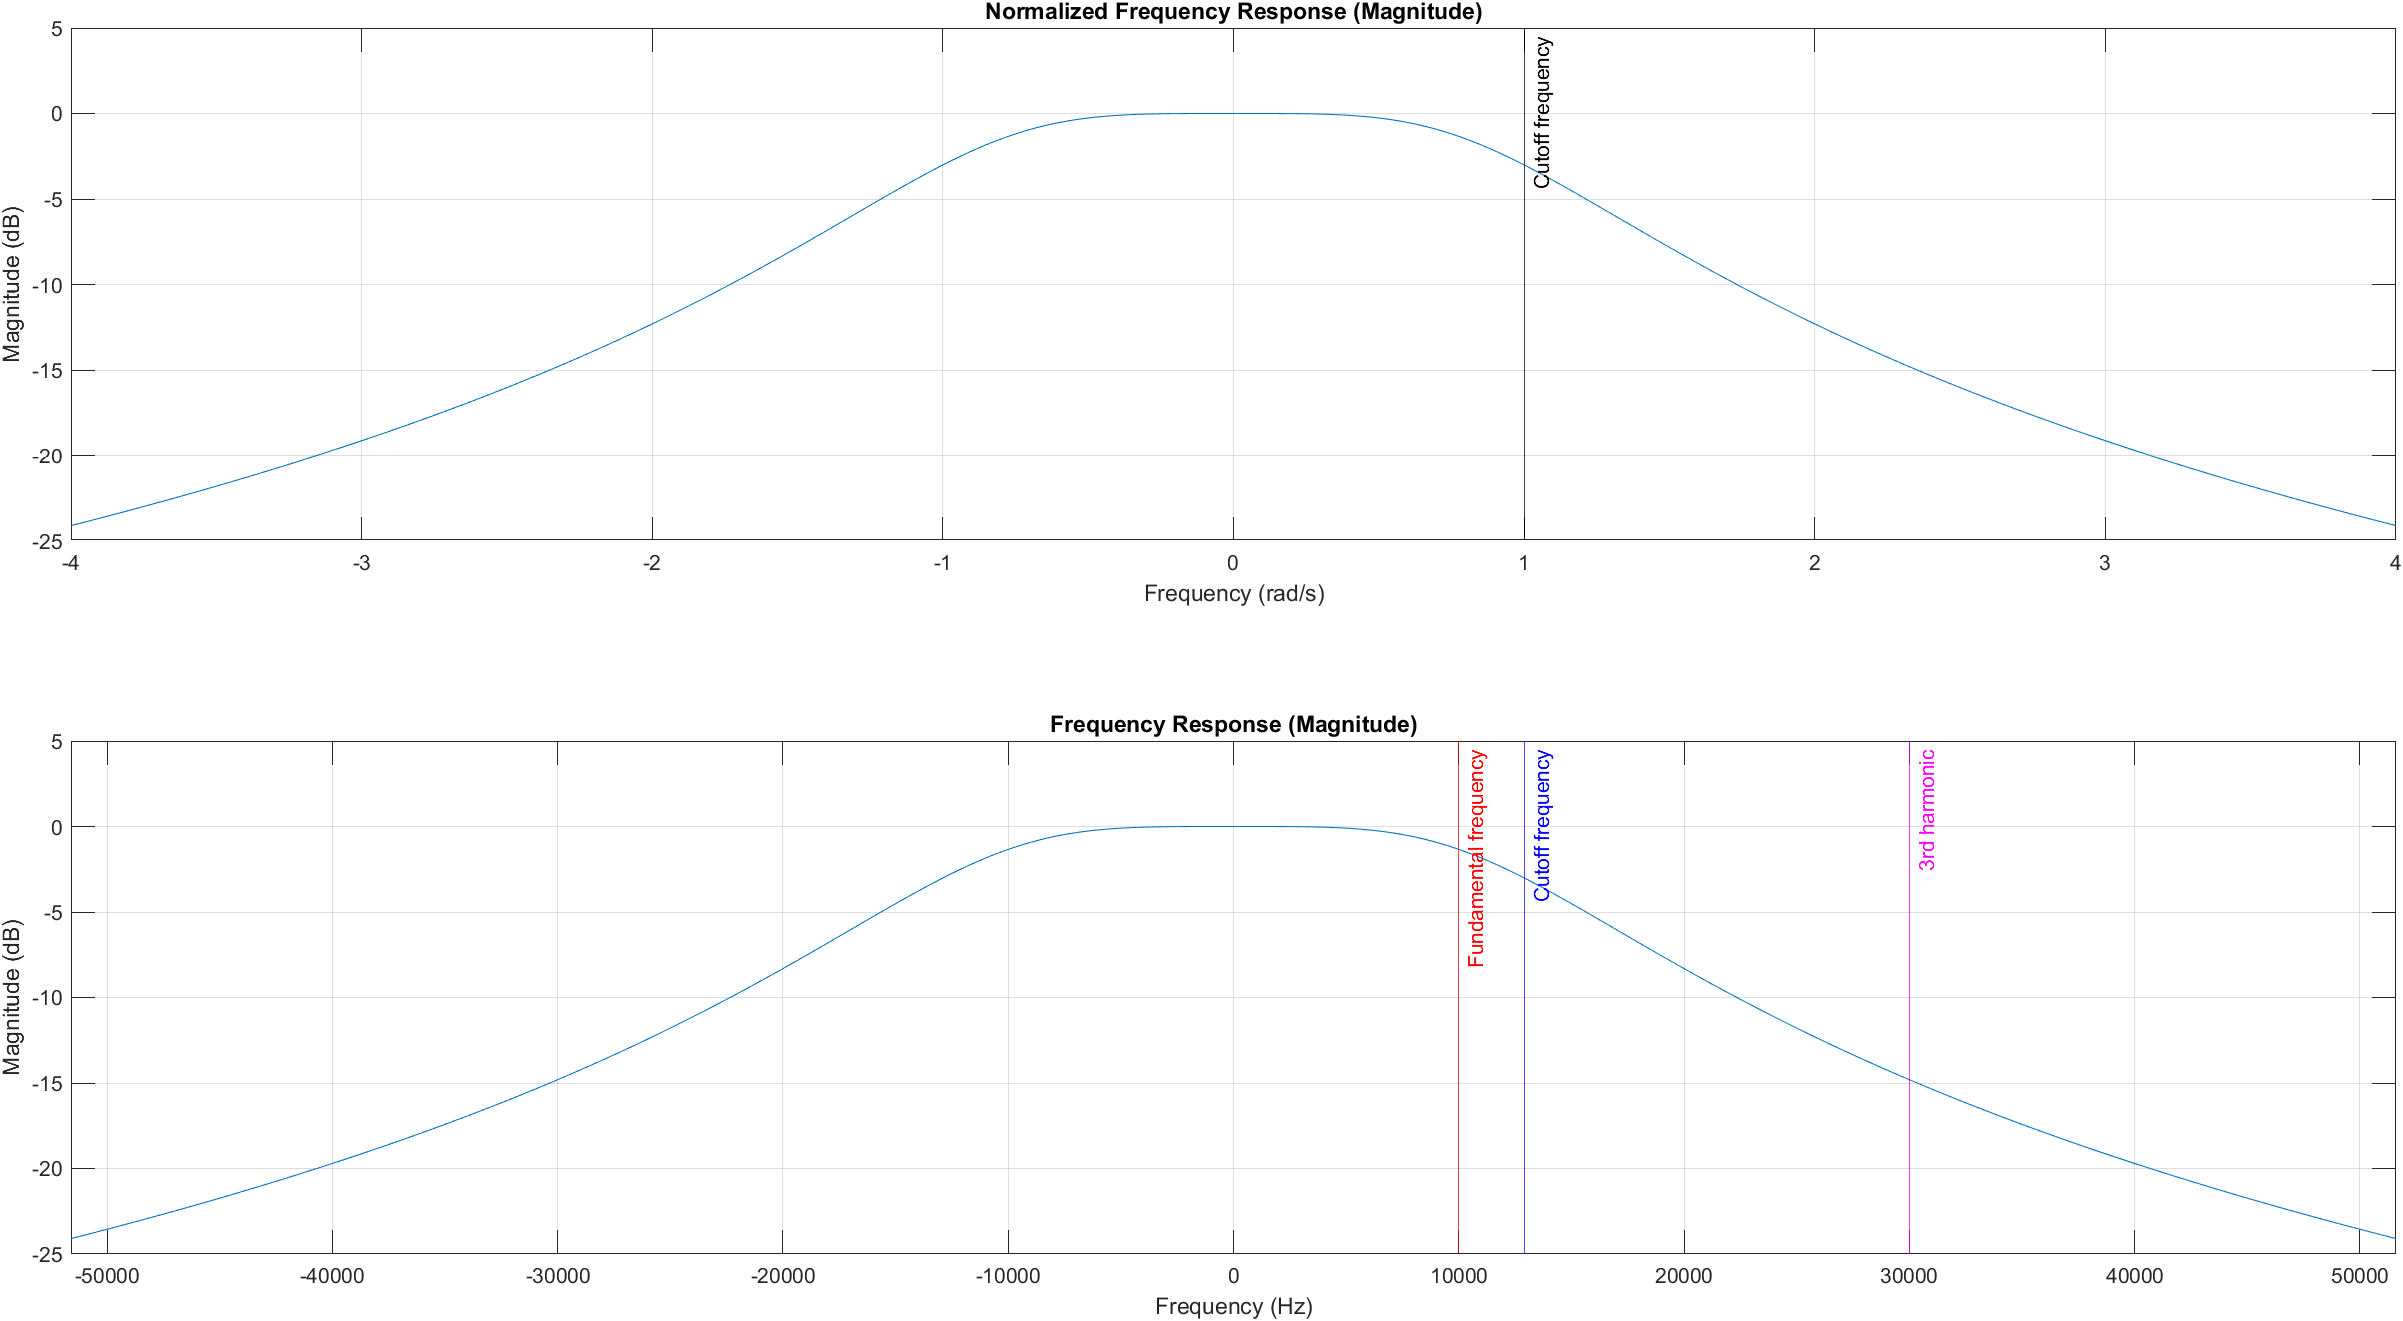 Normalized Frequency Response (Magnitude)
5
0
-5
-10
-15
-20
-25
Magnitude (dB)
Cutoff frequency
-4 -3 -2 -1 0 1 2 3 4
Frequency (rad/s)
Frequency Response (Magnitude)
5
0
-5
-10
-15
-20
-25
Magnitude (dB)
Fundamental frequency
Cutoff frequency
3rd harmonic
-50000 -40000 -30000 -20000 -10000 0 10000 20000 30000 40000 50000
Frequency (Hz)